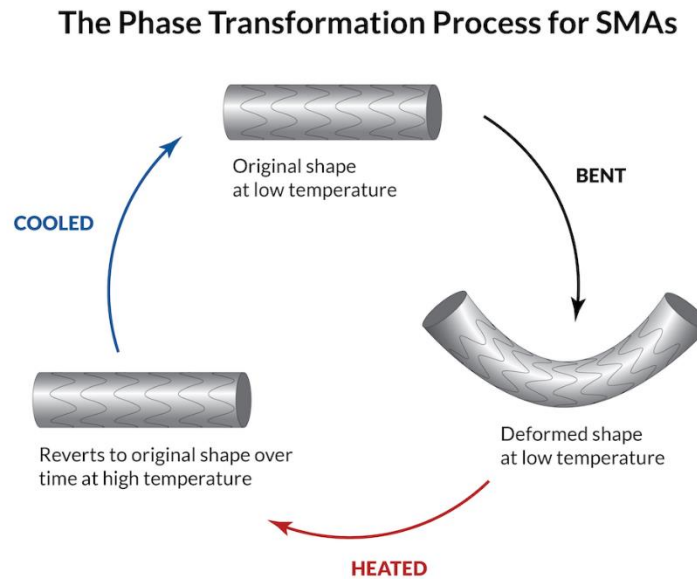 The Phase Transformation Process for SMAs
Original shape
at low temperature
BENT
COOLED
Deformed shape
at low temperature
Reverts to original shape over
time at high temperature
HEATED